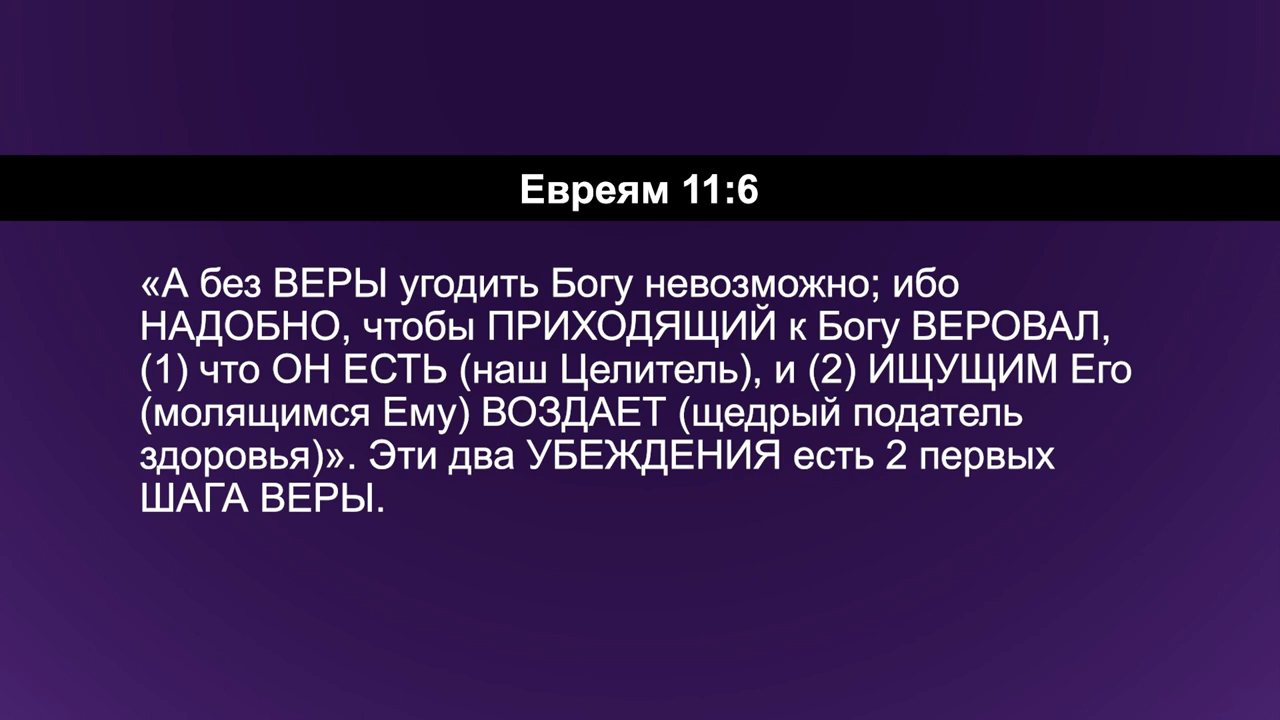 Евреям 11:6
«А без ВЕРЫ угодить Богу невозможно; ибо
НАДОБНО, чтобы ПРИХОДЯЩИЙ к Богу ВЕРОВАЛ,
(1) что ОН ЕСТЬ (наш Целитель), и (2) ИЩУЩИМ Его
(молящимся Ему) ВОЗДАЕТ (щедрый податель
здоровья)». Эти два УБЕЖДЕНИЯ есть 2 первых
ШАГА ВЕРЫ.